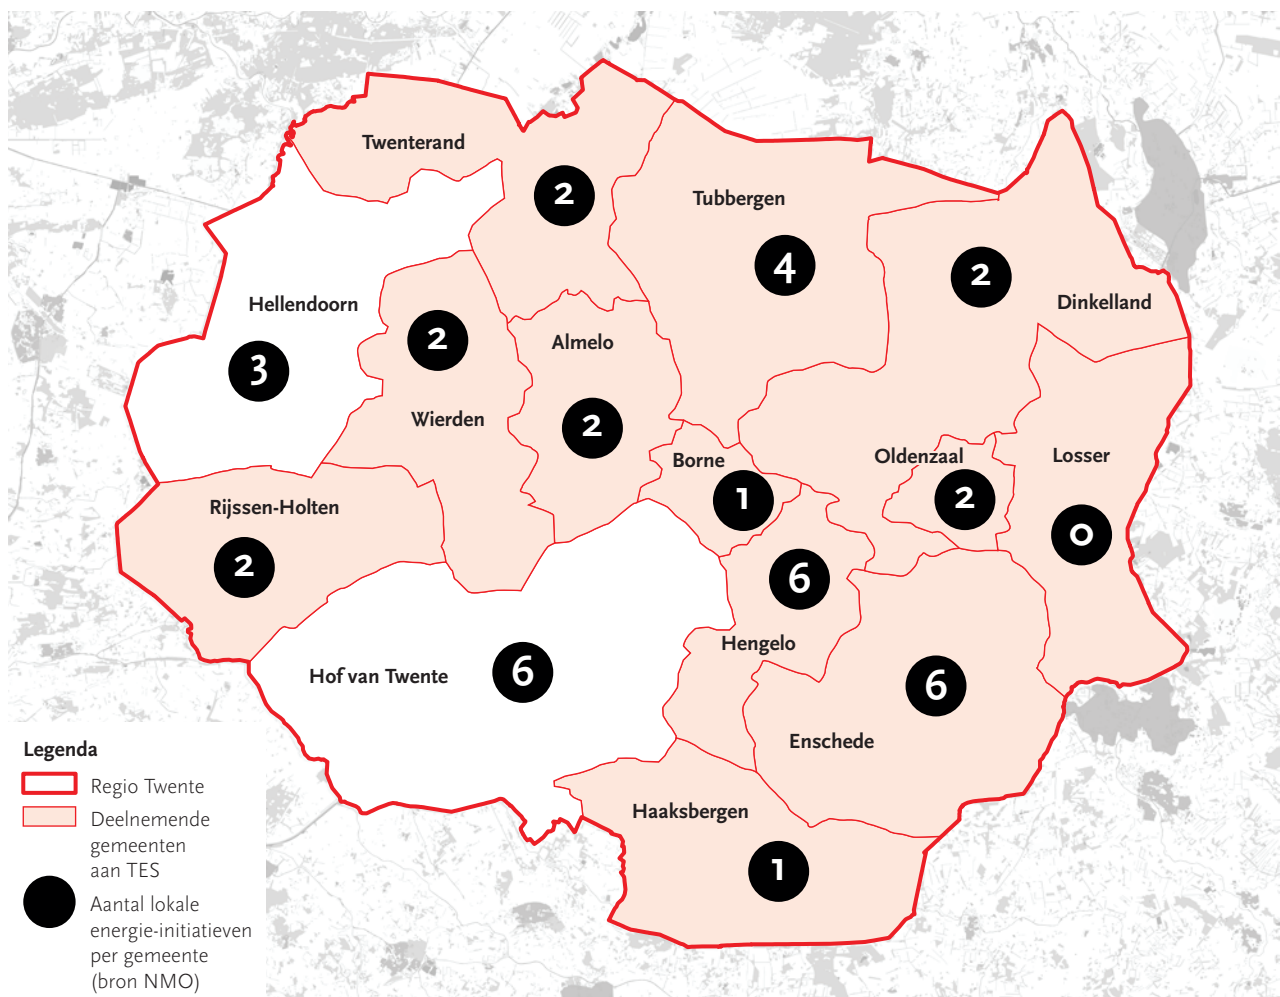 Twenterand
2
Tubbergen
4
2
Dinkelland
Hellendoorn
3
2
Wierden
Almelo
2
Borne
1
Oldenzaal
2
Losser
0
Rijssen-Holten
2
6
Hengelo
Hof van Twente
6
6
Enschede
Haaksbergen
1
Legenda
Regio Twente
Deelnemende
gemeenten
aan TES
Aantal lokale
energie-initiatieven
per gemeente
(bron NMO)